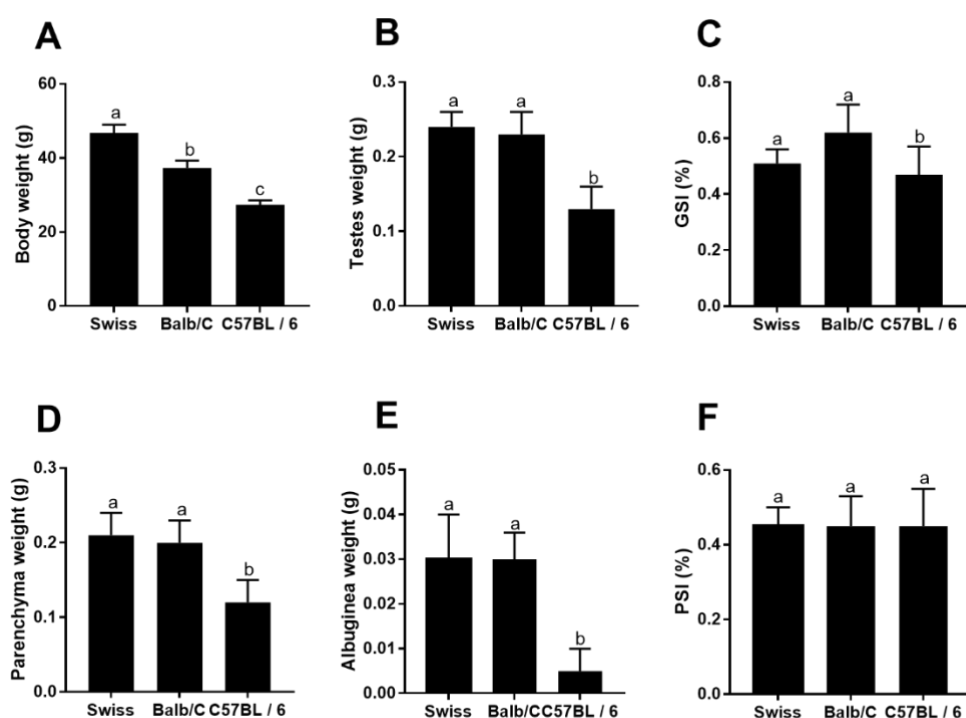 A
Body weight (g)
60
40
20
0
a
b
c
Swiss Balb/C C57BL / 6
B
Testes weight (g)
0.3
0.2
0.1
0.0
a
a
b
Swiss Balb/C C57BL / 6
C
GSI (%)
0.8
0.6
0.4
0.2
0.0
a
a
b
Swiss Balb/C C57BL / 6
D
Parenchyma weight (g)
0.3
0.2
0.1
0.0
a
a
b
Swiss Balb/C C57BL / 6
E
Albuginea weight (g)
0.05
0.04
0.03
0.02
0.01
0.00
a
a
b
Swiss Balb/CC57BL / 6
F
PSI (%)
0.6
0.4
0.2
0.0
a
a
a
Swiss Balb/C C57BL / 6